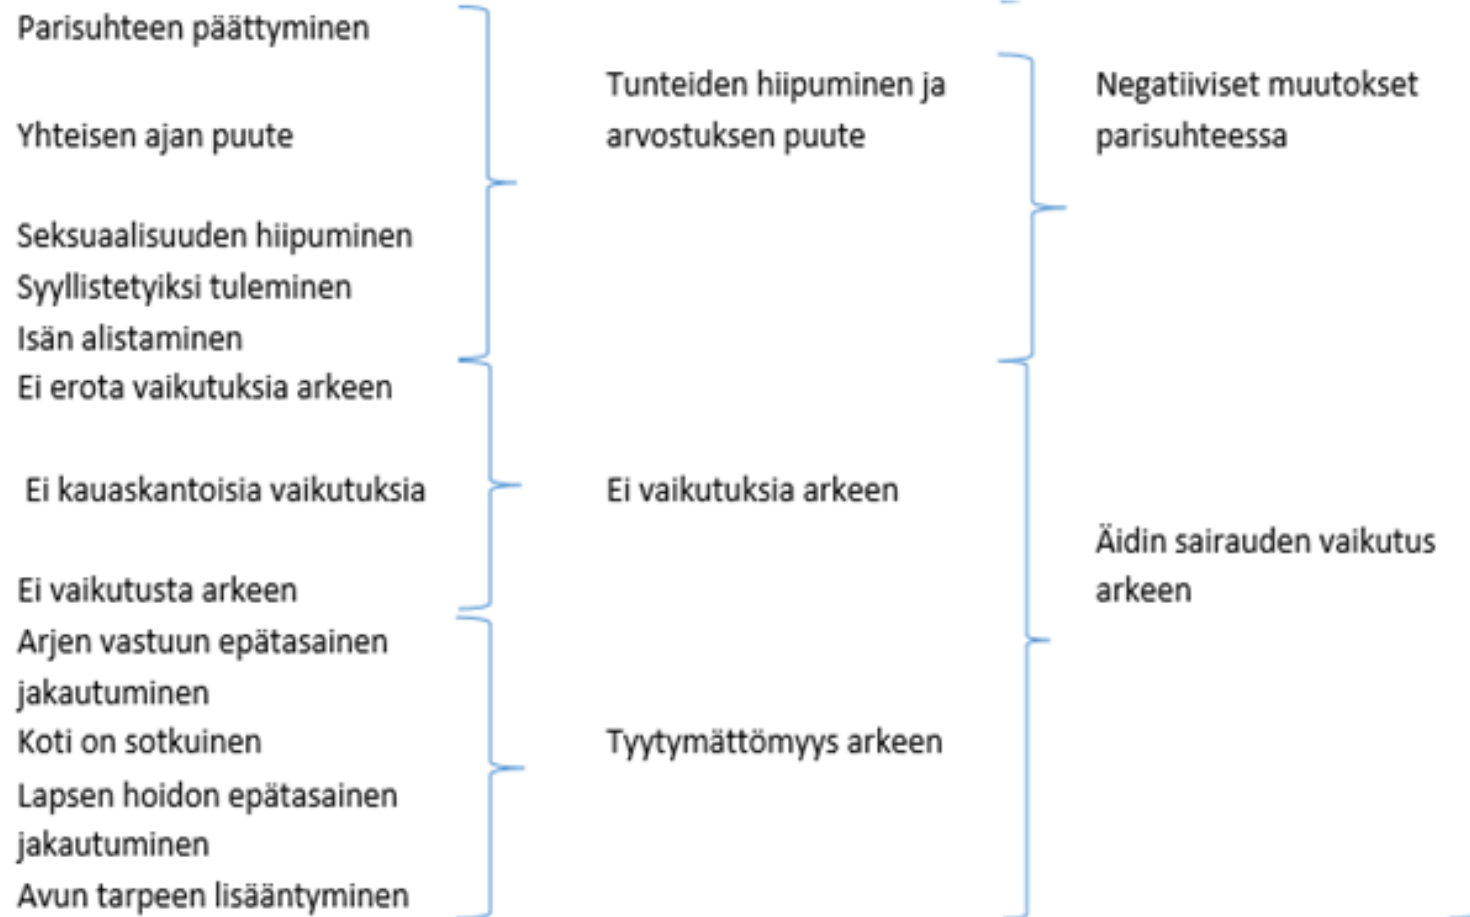 Parisuhteen päättyminen
Yhteisen ajan puute
Seksuaalisuuden hiipuminen
Syyllistetyiksi tuleminen
Isän alistaminen
Tunteiden hiipuminen ja
arvostuksen puute
Negatiiviset muutokset
parisuhteessa
Ei erota vaikutuksia arkeen
Ei kauaskantoisia vaikutuksia
Ei vaikutusta arkeen
Ei vaikutuksia arkeen
Arjen vastuun epätasainen
jakautuminen
Koti on sotkuinen
Lapsen hoidon epätasainen
jakautuminen
Avun tarpeen lisääntyminen
Tyytymättömyys arkeen
Äidin sairauden vaikutus
arkeen